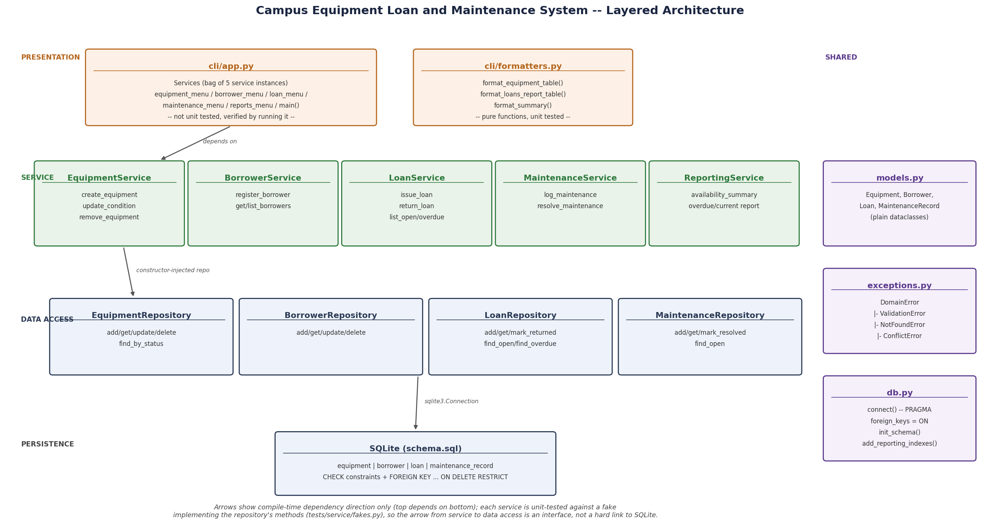 Campus Equipment Loan and Maintenance System -- Layered Architecture
PRESENTATION
cli/app.py
Services (bag of 5 service instances)
equipment_menu / borrower_menu / loan_menu /
maintenance_menu / reports_menu / main()
-- not unit tested, verified by running it --
cli/formatters.py
format_equipment_table()
format_loans_report_table()
format_summary()
-- pure functions, unit tested --
SHARED
depends on
SERVICE
EquipmentService
create_equipment
update_condition
remove_equipment
BorrowerService
register_borrower
get/list_borrowers
LoanService
issue_loan
return_loan
list_open/overdue
MaintenanceService
log_maintenance
resolve_maintenance
ReportingService
availability_summary
overdue/current report
models.py
Equipment, Borrower,
Loan, MaintenanceRecord
(plain dataclasses)
constructor-injected repo
exceptions.py
DomainError
|- ValidationError
|- NotFoundError
|- ConflictError
DATA ACCESS
EquipmentRepository
add/get/update/delete
find_by_status
BorrowerRepository
add/get/update/delete
LoanRepository
add/get/mark_returned
find_open/find_overdue
MaintenanceRepository
add/get/mark_resolved
find_open
sqlite3.Connection
db.py
connect() -- PRAGMA
foreign_keys = ON
init_schema()
add_reporting_indexes()
PERSISTENCE
SQLite (schema.sql)
equipment | borrower | loan | maintenance_record
CHECK constraints + FOREIGN KEY ... ON DELETE RESTRICT
Arrows show compile-time dependency direction only (top depends on bottom); each service is unit-tested against a fake
implementing the repository's methods (tests/service/fakes.py), so the arrow from service to data access is an interface, not a hard link to SQLite.